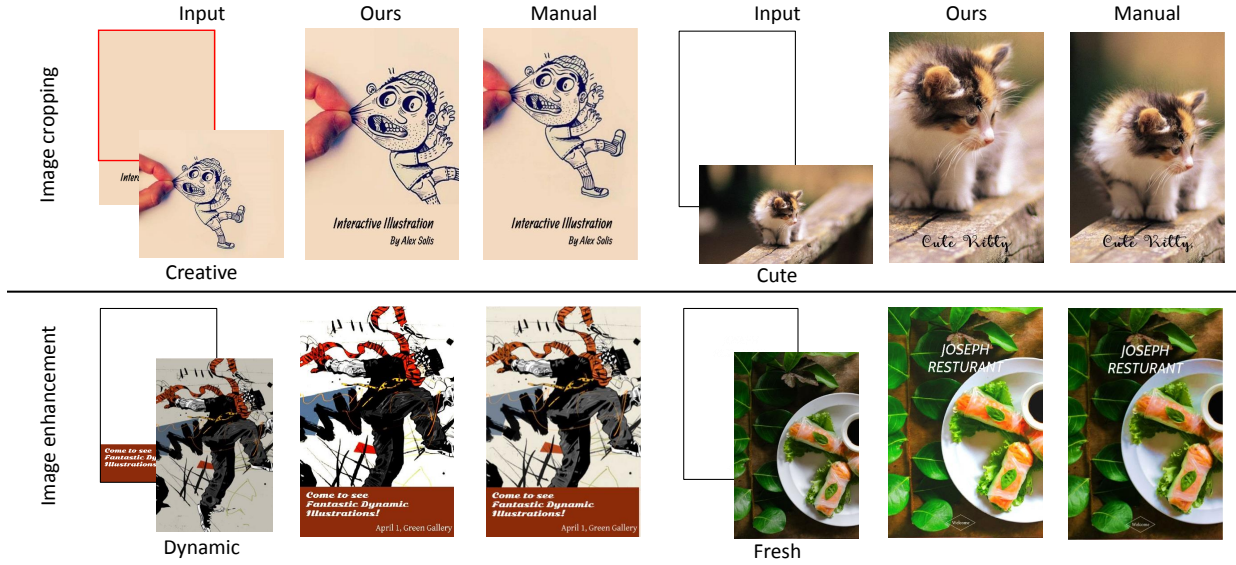 Input
Ours
Manual
Input
Ours
Manual
Image cropping
Inter
Interactive Illustration
By Alex Solis
Interactive Illustration
By Alex Solis
Cute Kitty
Cute Kitty,
Creative
Cute
Image enhancement
JOSEPH
RESTURANT
JOSEPH
RESTURANT
Come to see
Fantastic Dy
Illustrations
Come to see
Fantastic Dynamic
Illustrations!
April 1, Green Gallery
Come to see
Fantastic Dynamic
Illustrations!
April 1, Green Gallery
Welcome
Welcome
Dynamic
Fresh